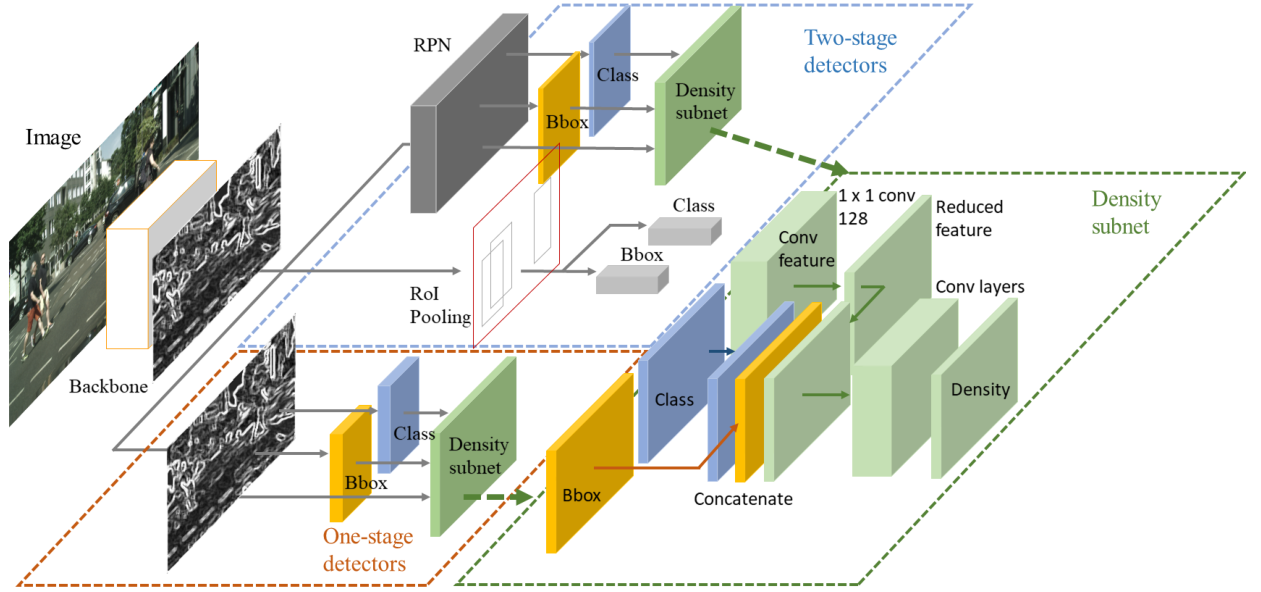 Image
Backbone
RPN
Class
Bbox
Density
subnet
Two-stage
detectors
RoI
Pooling
Class
Bbox
Class
Bbox
Density
subnet
One-stage
detectors
Density
subnet
1 x 1 conv
128
Reduced
feature
Conv
feature
Conv layers
Class
Bbox
Concatenate
Density